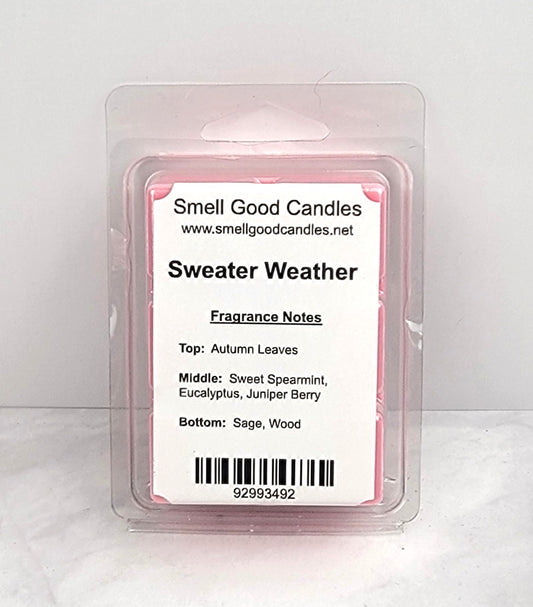 Smell Good Candles
www.smellgoodcandles.net
Sweater Weather
Fragrance Notes
Top: Autumn Leaves
Middle: Sweet Spearmint,
Eucalyptus, Juniper Berry
Bottom: Sage, Wood
92993492